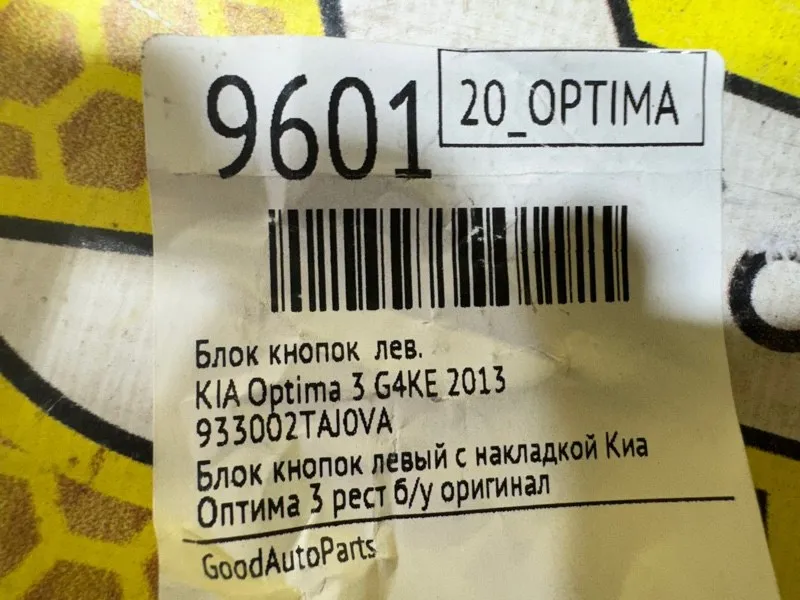 9601
20_OPTIMA
Блок кнопок лев.
KIA Optima 3 G4KE 2013
933002TAJ0VA
Блок кнопок левый с накладкой Киа
Оптима 3 рест б/у оригинал
GoodAutoParts